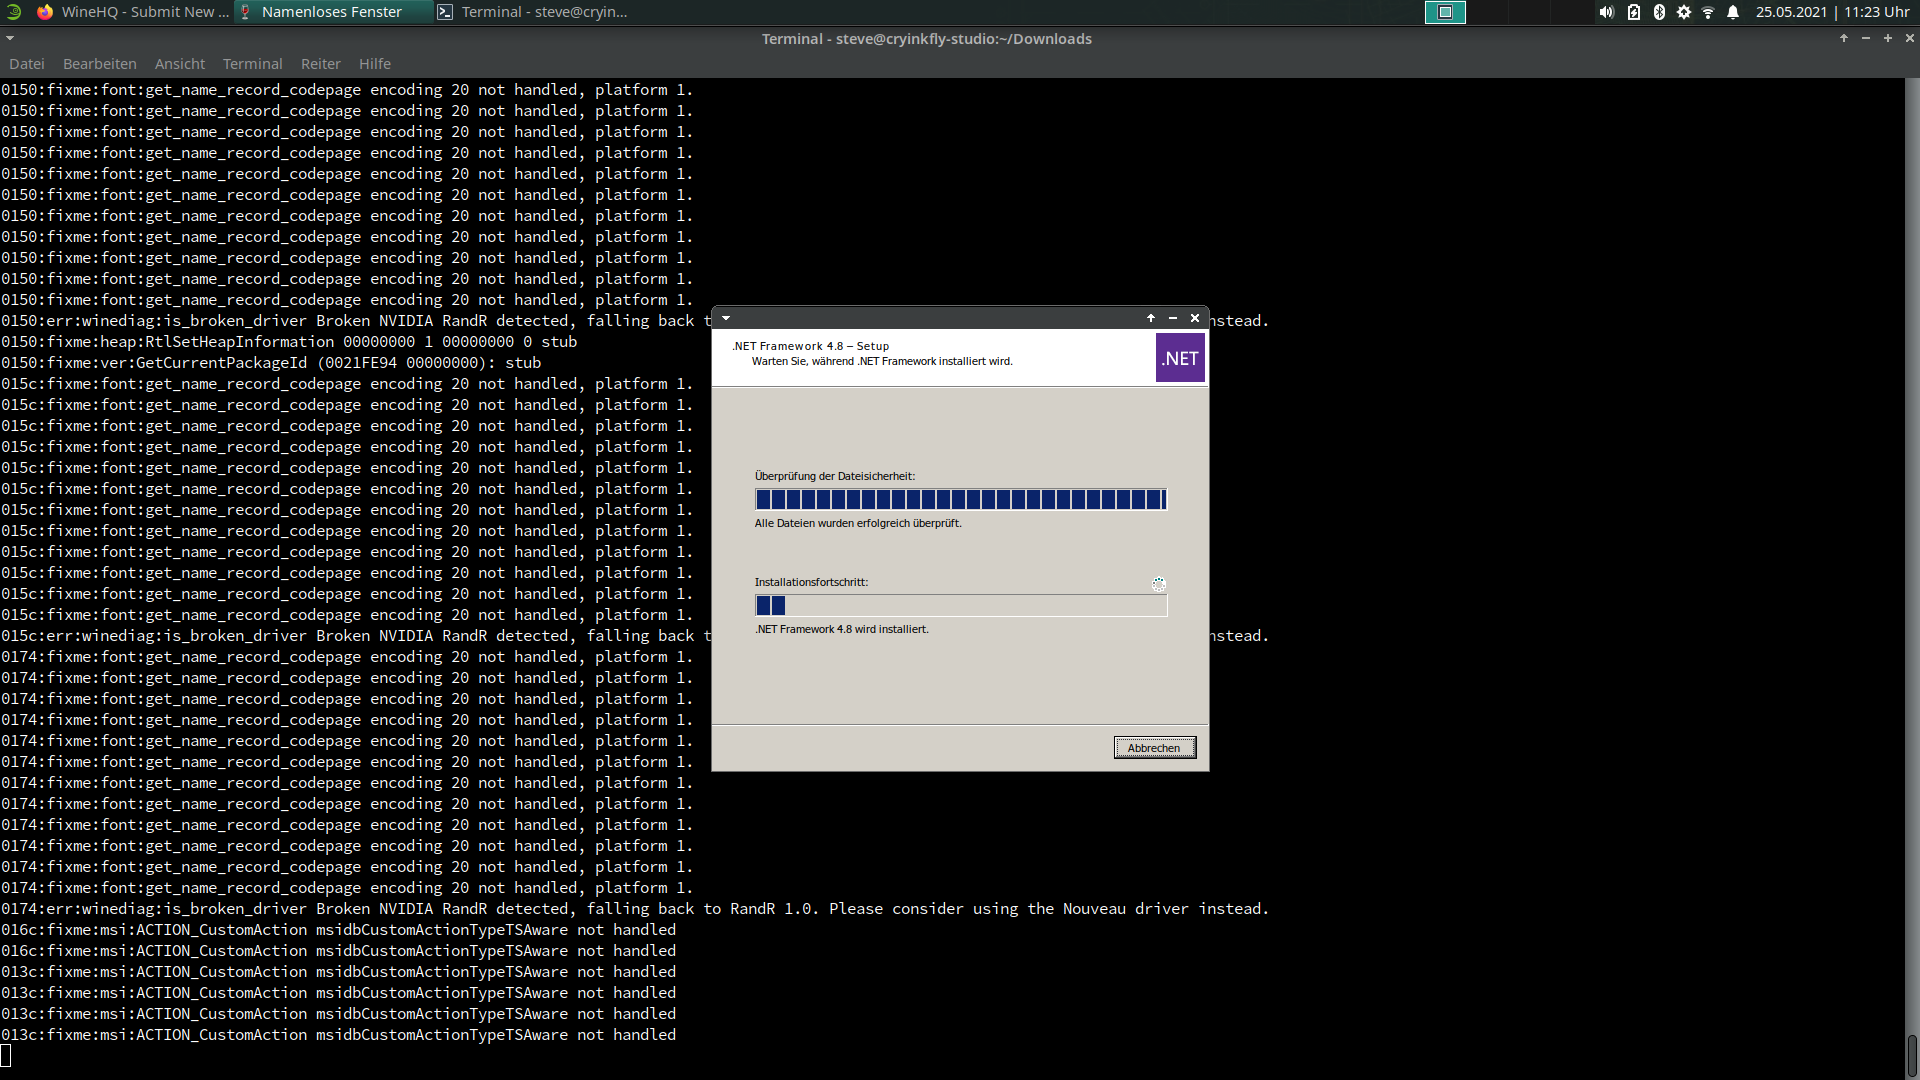 WineHQ - Submit New ...
Namenloses Fenster
Terminal - steve@cryin...
25.05.2021 | 11:23 Uhr
Terminal - steve@cryinkfly-studio:~/Downloads
Datei Bearbeiten Ansicht Terminal Reiter Hilfe
0150:fixme:font:get_name_record_codepage encoding 20 not handled, platform 1.
0150:fixme:font:get_name_record_codepage encoding 20 not handled, platform 1.
0150:fixme:font:get_name_record_codepage encoding 20 not handled, platform 1.
0150:fixme:font:get_name_record_codepage encoding 20 not handled, platform 1.
0150:fixme:font:get_name_record_codepage encoding 20 not handled, platform 1.
0150:fixme:font:get_name_record_codepage encoding 20 not handled, platform 1.
0150:fixme:font:get_name_record_codepage encoding 20 not handled, platform 1.
0150:fixme:font:get_name_record_codepage encoding 20 not handled, platform 1.
0150:fixme:font:get_name_record_codepage encoding 20 not handled, platform 1.
0150:fixme:font:get_name_record_codepage encoding 20 not handled, platform 1.
0150:fixme:font:get_name_record_codepage encoding 20 not handled, platform 1.
0150:err:winediag:is_broken_driver Broken NVIDIA RandR detected, falling back t nstead.
0150:fixme:heap:RtlSetHeapInformation 00000000 1 00000000 0 stub
0150:fixme:ver:GetCurrentPackageId (0021FE94 00000000): stub
015c:fixme:font:get_name_record_codepage encoding 20 not handled, platform 1.
015c:fixme:font:get_name_record_codepage encoding 20 not handled, platform 1.
015c:fixme:font:get_name_record_codepage encoding 20 not handled, platform 1.
015c:fixme:font:get_name_record_codepage encoding 20 not handled, platform 1.
015c:fixme:font:get_name_record_codepage encoding 20 not handled, platform 1.
015c:fixme:font:get_name_record_codepage encoding 20 not handled, platform 1.
015c:fixme:font:get_name_record_codepage encoding 20 not handled, platform 1.
015c:fixme:font:get_name_record_codepage encoding 20 not handled, platform 1.
015c:fixme:font:get_name_record_codepage encoding 20 not handled, platform 1.
015c:fixme:font:get_name_record_codepage encoding 20 not handled, platform 1.
015c:fixme:font:get_name_record_codepage encoding 20 not handled, platform 1.
015c:fixme:font:get_name_record_codepage encoding 20 not handled, platform 1.
015c:err:winediag:is_broken_driver Broken NVIDIA RandR detected, falling back t nstead.
0174:fixme:font:get_name_record_codepage encoding 20 not handled, platform 1.
0174:fixme:font:get_name_record_codepage encoding 20 not handled, platform 1.
0174:fixme:font:get_name_record_codepage encoding 20 not handled, platform 1.
0174:fixme:font:get_name_record_codepage encoding 20 not handled, platform 1.
0174:fixme:font:get_name_record_codepage encoding 20 not handled, platform 1.
0174:fixme:font:get_name_record_codepage encoding 20 not handled, platform 1.
0174:fixme:font:get_name_record_codepage encoding 20 not handled, platform 1.
0174:fixme:font:get_name_record_codepage encoding 20 not handled, platform 1.
0174:fixme:font:get_name_record_codepage encoding 20 not handled, platform 1.
0174:fixme:font:get_name_record_codepage encoding 20 not handled, platform 1.
0174:fixme:font:get_name_record_codepage encoding 20 not handled, platform 1.
0174:fixme:font:get_name_record_codepage encoding 20 not handled, platform 1.
0174:err:winediag:is_broken_driver Broken NVIDIA RandR detected, falling back to RandR 1.0. Please consider using the Nouveau driver instead.
016c:fixme:msi:ACTION_CustomAction msidbCustomActionTypeTSAware not handled
016c:fixme:msi:ACTION_CustomAction msidbCustomActionTypeTSAware not handled
013c:fixme:msi:ACTION_CustomAction msidbCustomActionTypeTSAware not handled
013c:fixme:msi:ACTION_CustomAction msidbCustomActionTypeTSAware not handled
013c:fixme:msi:ACTION_CustomAction msidbCustomActionTypeTSAware not handled
013c:fixme:msi:ACTION_CustomAction msidbCustomActionTypeTSAware not handled
.NET Framework 4.8 – Setup
Warten Sie, während .NET Framework installiert wird.
.NET
Überprüfung der Dateisicherheit:
Alle Dateien wurden erfolgreich überprüft.
Installationsfortschritt:
.NET Framework 4.8 wird installiert.
Abbrechen